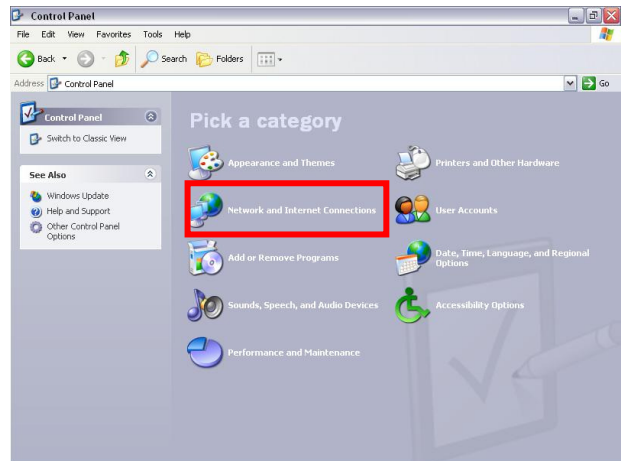 Control Panel
File Edit View Favorites Tools Help
Back Search Folders
Address Control Panel Go
Control Panel
Switch to Classic View
See Also
Windows Update
Help and Support
Other Control Panel
Options
Pick a category
Appearance and Themes
Printers and Other Hardware
Network and Internet Connections
User Accounts
Add or Remove Programs
Date, Time, Language, and Regional
Options
Sounds, Speech, and Audio Devices
Accessibility Options
Performance and Maintenance